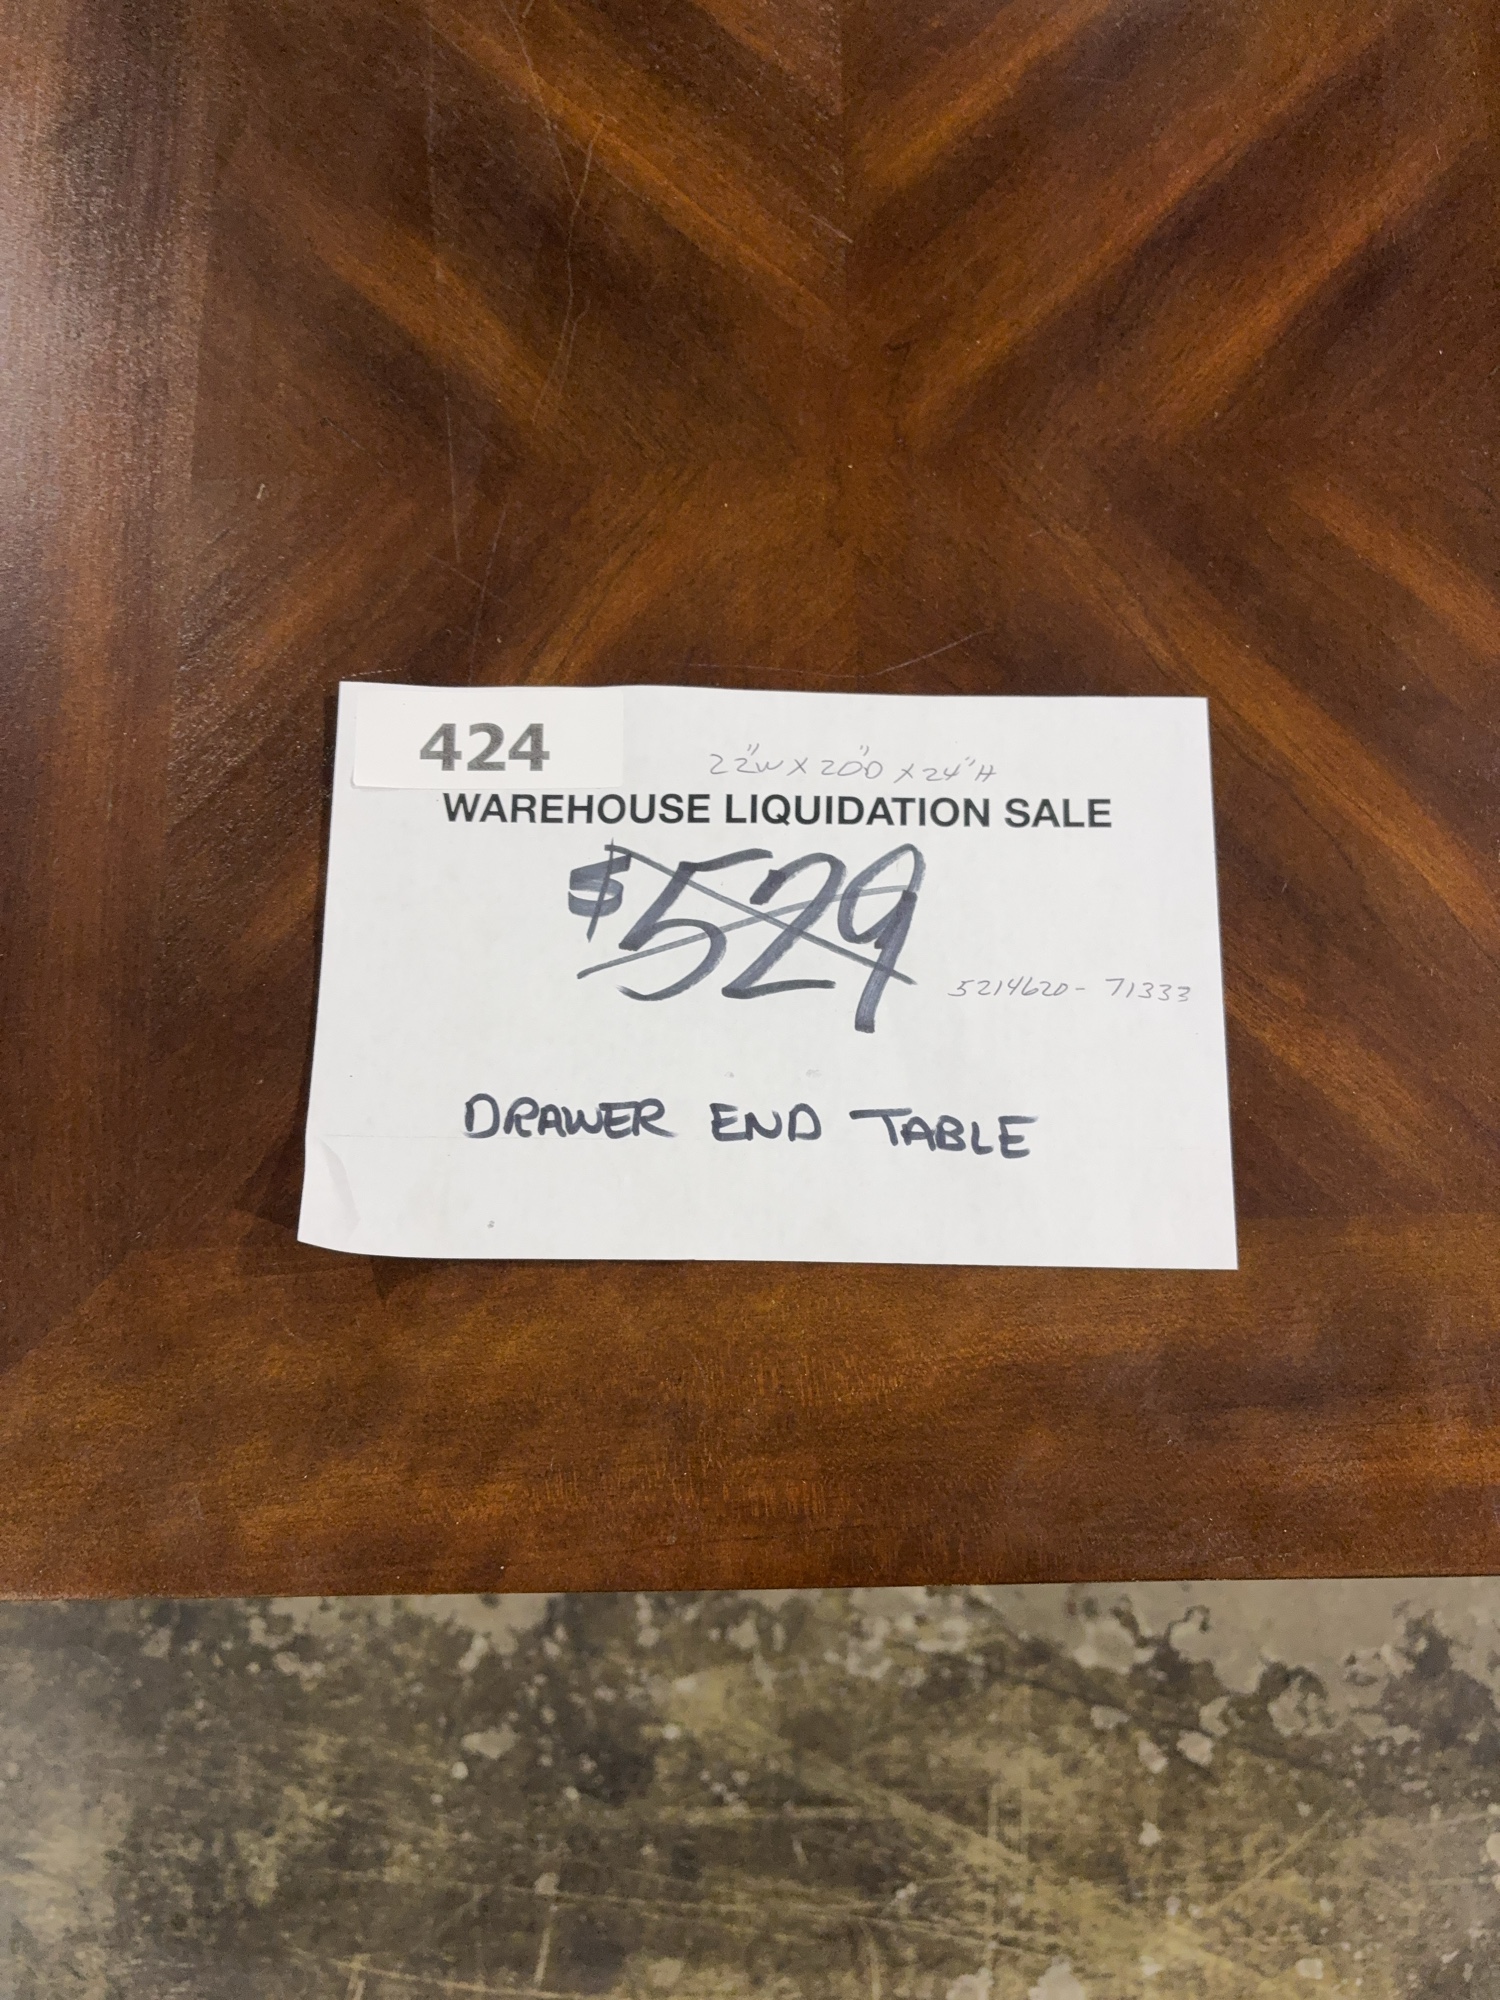 424
22"W X 20"D X 24"H
WAREHOUSE LIQUIDATION SALE
$529
5214620- 71333
DRAWER END TABLE